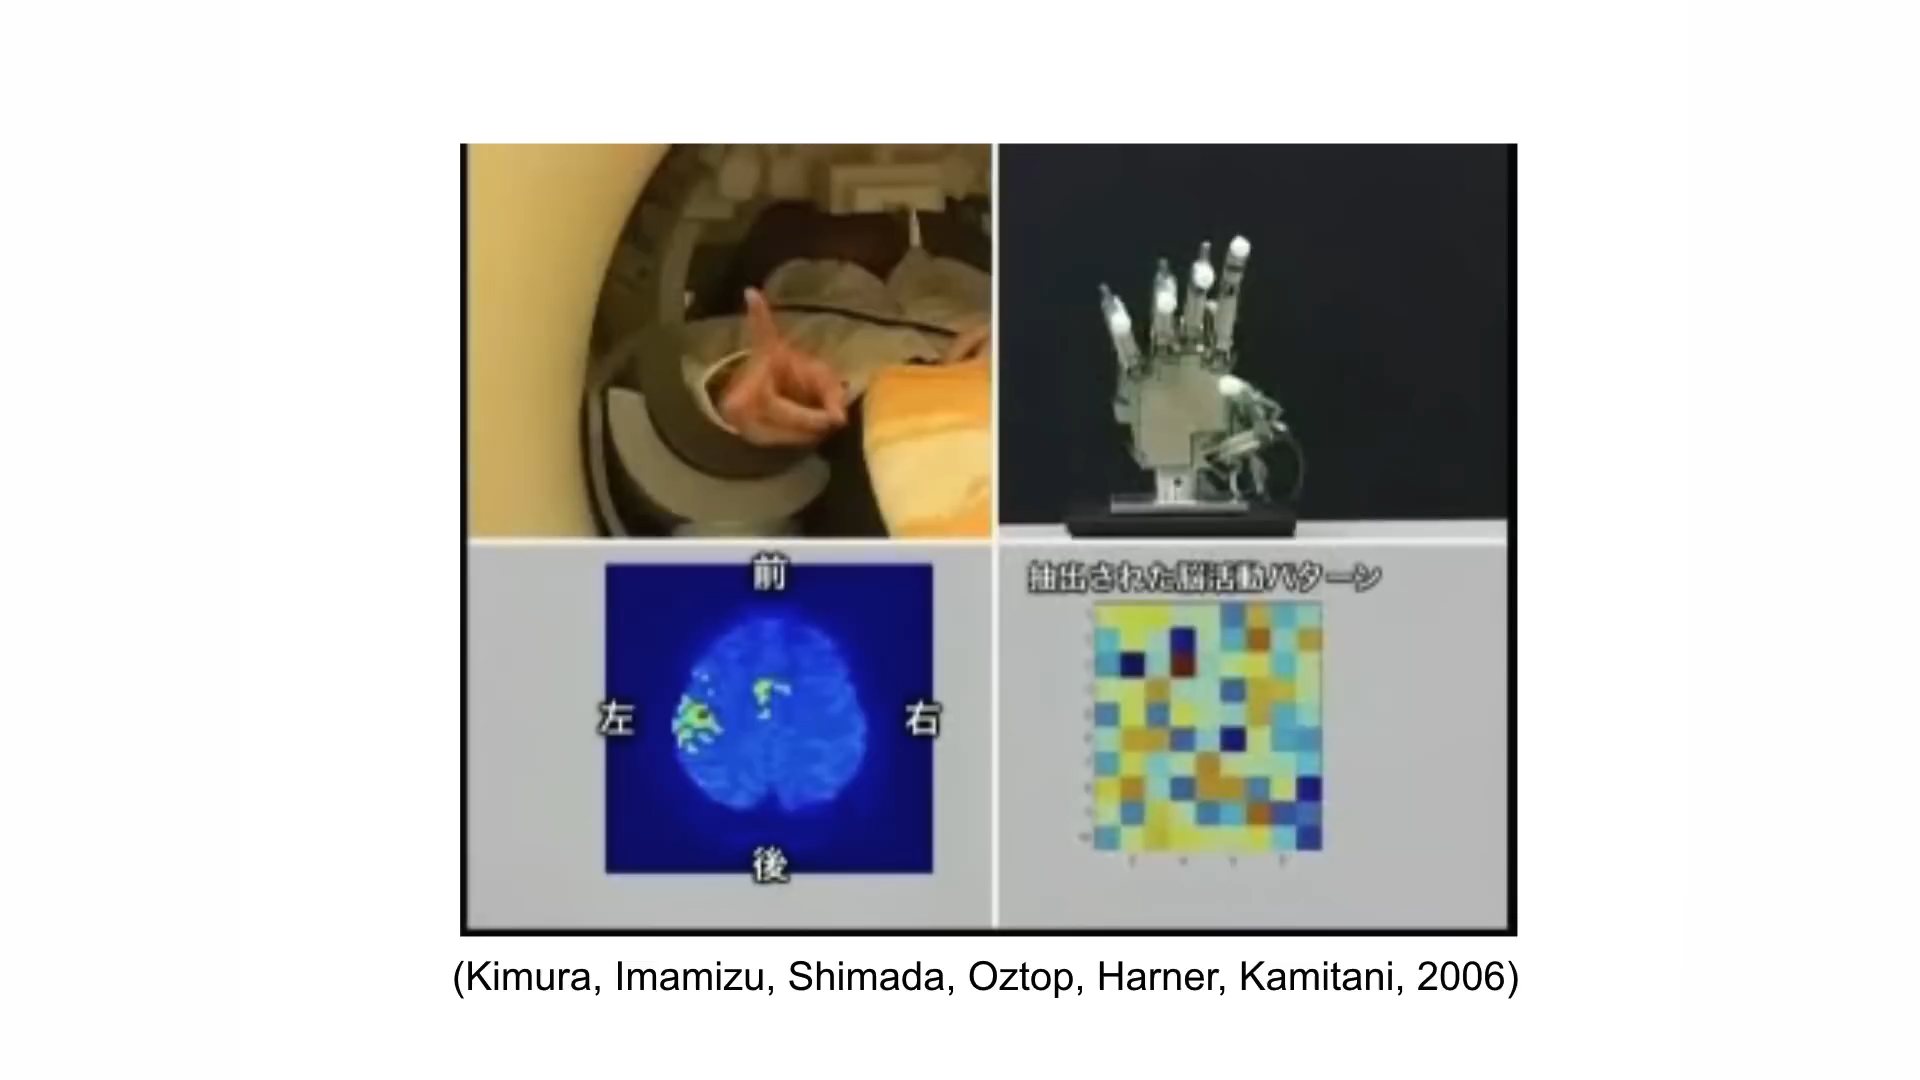 前
左
右
後
抽出された脳活動パターン
(Kimura, Imamizu, Shimada, Oztop, Harner, Kamitani, 2006)